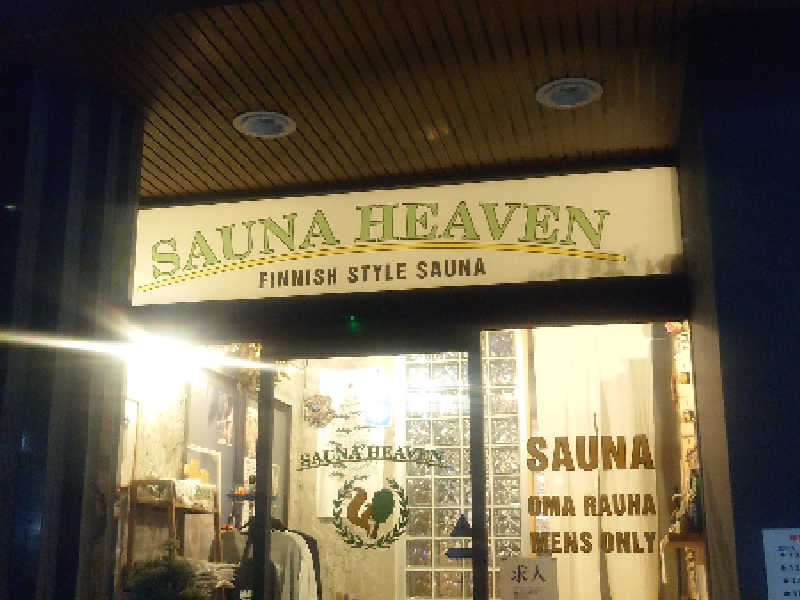 SAUNA HEAVEN
FINNISH STYLE SAUNA
SAUNA HEAVEN
SAUNA
OMA RAUHA
MENS ONLY
求人